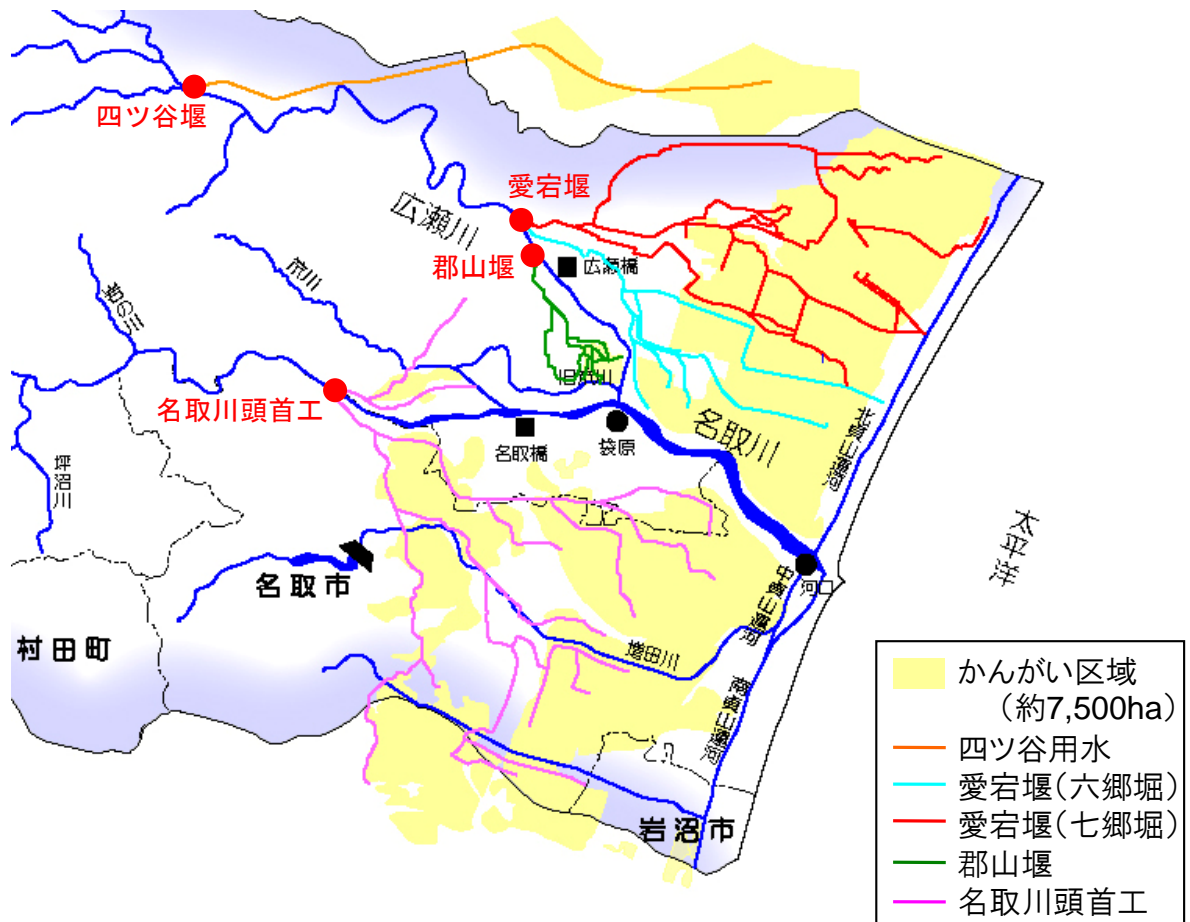 四ツ谷堰
愛宕堰
広瀬川
郡山堰
広瀬橋
名取川頭首工
旧笊川
名取橋
袋原
名取川
北貞山運河
坪沼川
太平洋
名取市
河口
中貞山運河
村田町
増田川
南貞山運河
岩沼市
かんがい区域
(約7,500ha)
四ツ谷用水
愛宕堰(六郷堀)
愛宕堰(七郷堀)
郡山堰
名取川頭首工